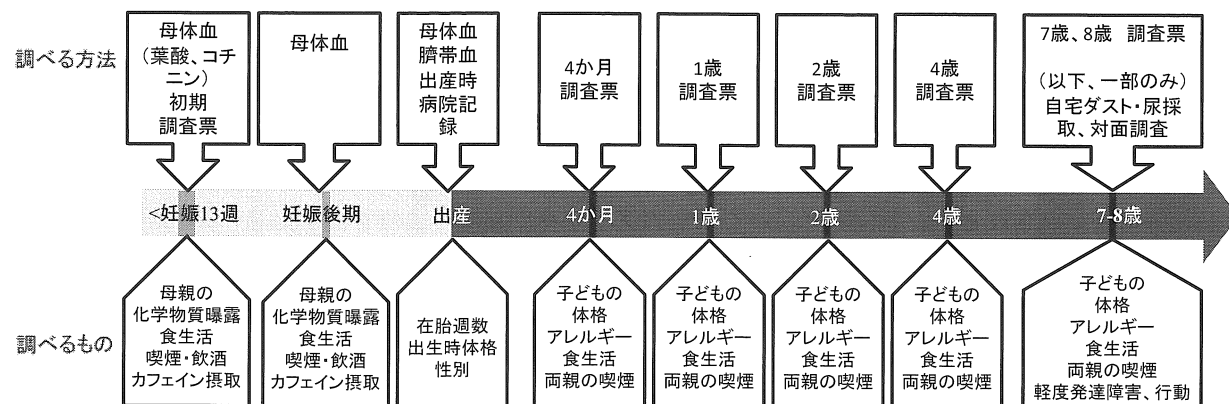 調べる方法
母体血
（葉酸、コチ
ニン）
初期
調査票
母体血
母体血
臍帯血
出産時
病院記
録
4か月
調査票
1歳
調査票
2歳
調査票
4歳
調査票
7歳、8歳 調査票
（以下、一部のみ）
自宅ダスト・尿採
取、対面調査
<妊娠13週
妊娠後期
出産
4か月
1歳
2歳
4歳
7-8歳
調べるもの
母親の
化学物質曝露
食生活
喫煙・飲酒
カフェイン摂取
母親の
化学物質曝露
食生活
喫煙・飲酒
カフェイン摂取
在胎週数
出生時体格
性別
子どもの
体格
アレルギー
食生活
両親の喫煙
子どもの
体格
アレルギー
食生活
両親の喫煙
子どもの
体格
アレルギー
食生活
両親の喫煙
子どもの
体格
アレルギー
食生活
両親の喫煙
子どもの
体格
アレルギー
食生活
両親の喫煙
軽度発達障害、行動